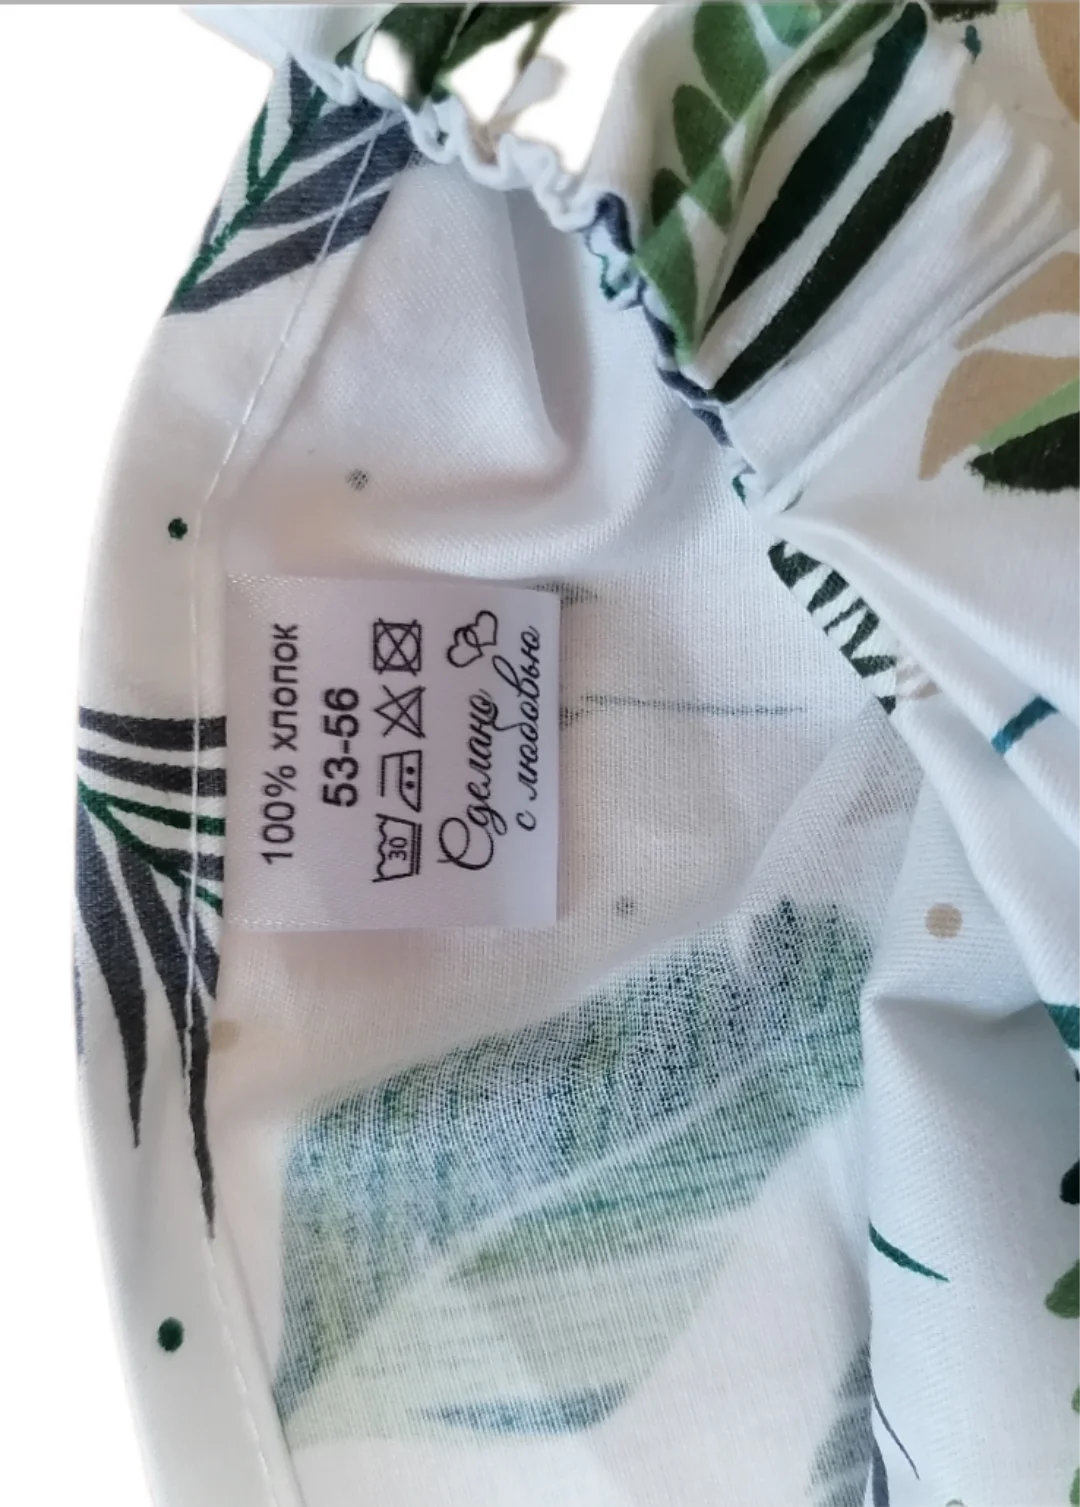 100% ХЛОПОК
53-56
30
Сделано
с любовью